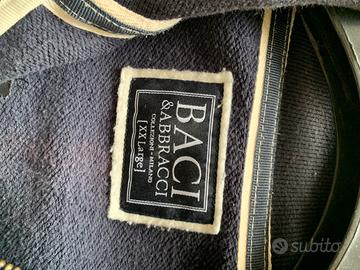 BACI
& ABBRACCI
COLLEZIONI • MILANO
[XXLarge]
subito